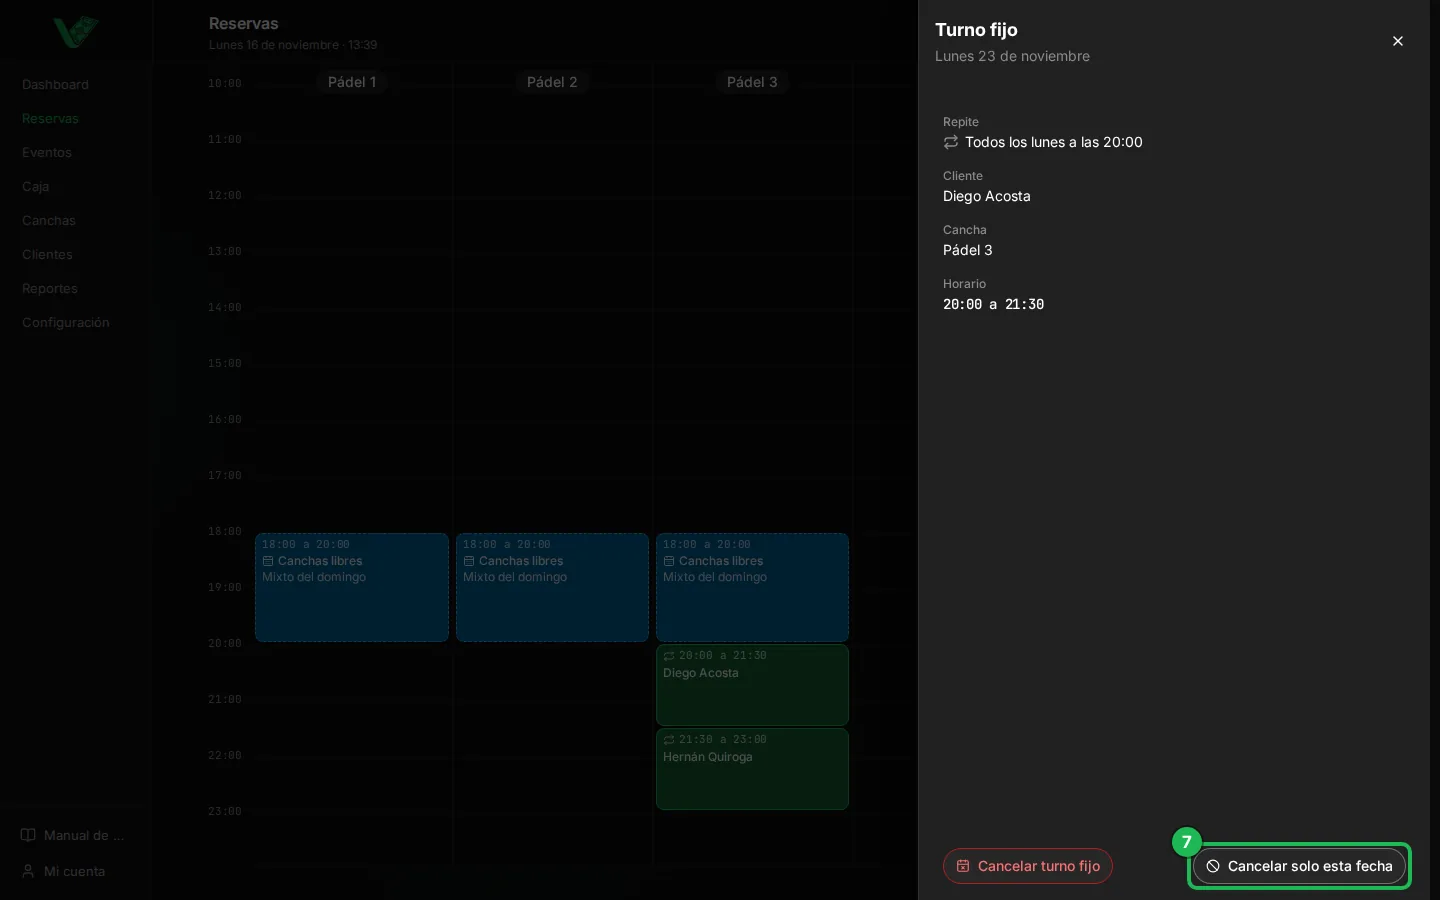 Reservas
Lunes 16 de noviembre · 13:39
Dashboard
Reservas
Eventos
Caja
Canchas
Clientes
Reportes
Configuración
Manual de ...
Mi cuenta
Pádel 1
Pádel 2
Pádel 3
10:00
11:00
12:00
13:00
14:00
15:00
16:00
17:00
18:00
19:00
20:00
21:00
22:00
23:00
18:00 a 20:00
Canchas libres
Mixto del domingo
18:00 a 20:00
Canchas libres
Mixto del domingo
18:00 a 20:00
Canchas libres
Mixto del domingo
20:00 a 21:30
Diego Acosta
21:30 a 23:00
Hernán Quiroga
Turno fijo
Lunes 23 de noviembre
Repite
Todos los lunes a las 20:00
Cliente
Diego Acosta
Cancha
Pádel 3
Horario
20:00 a 21:30
Cancelar turno fijo
7
Cancelar solo esta fecha